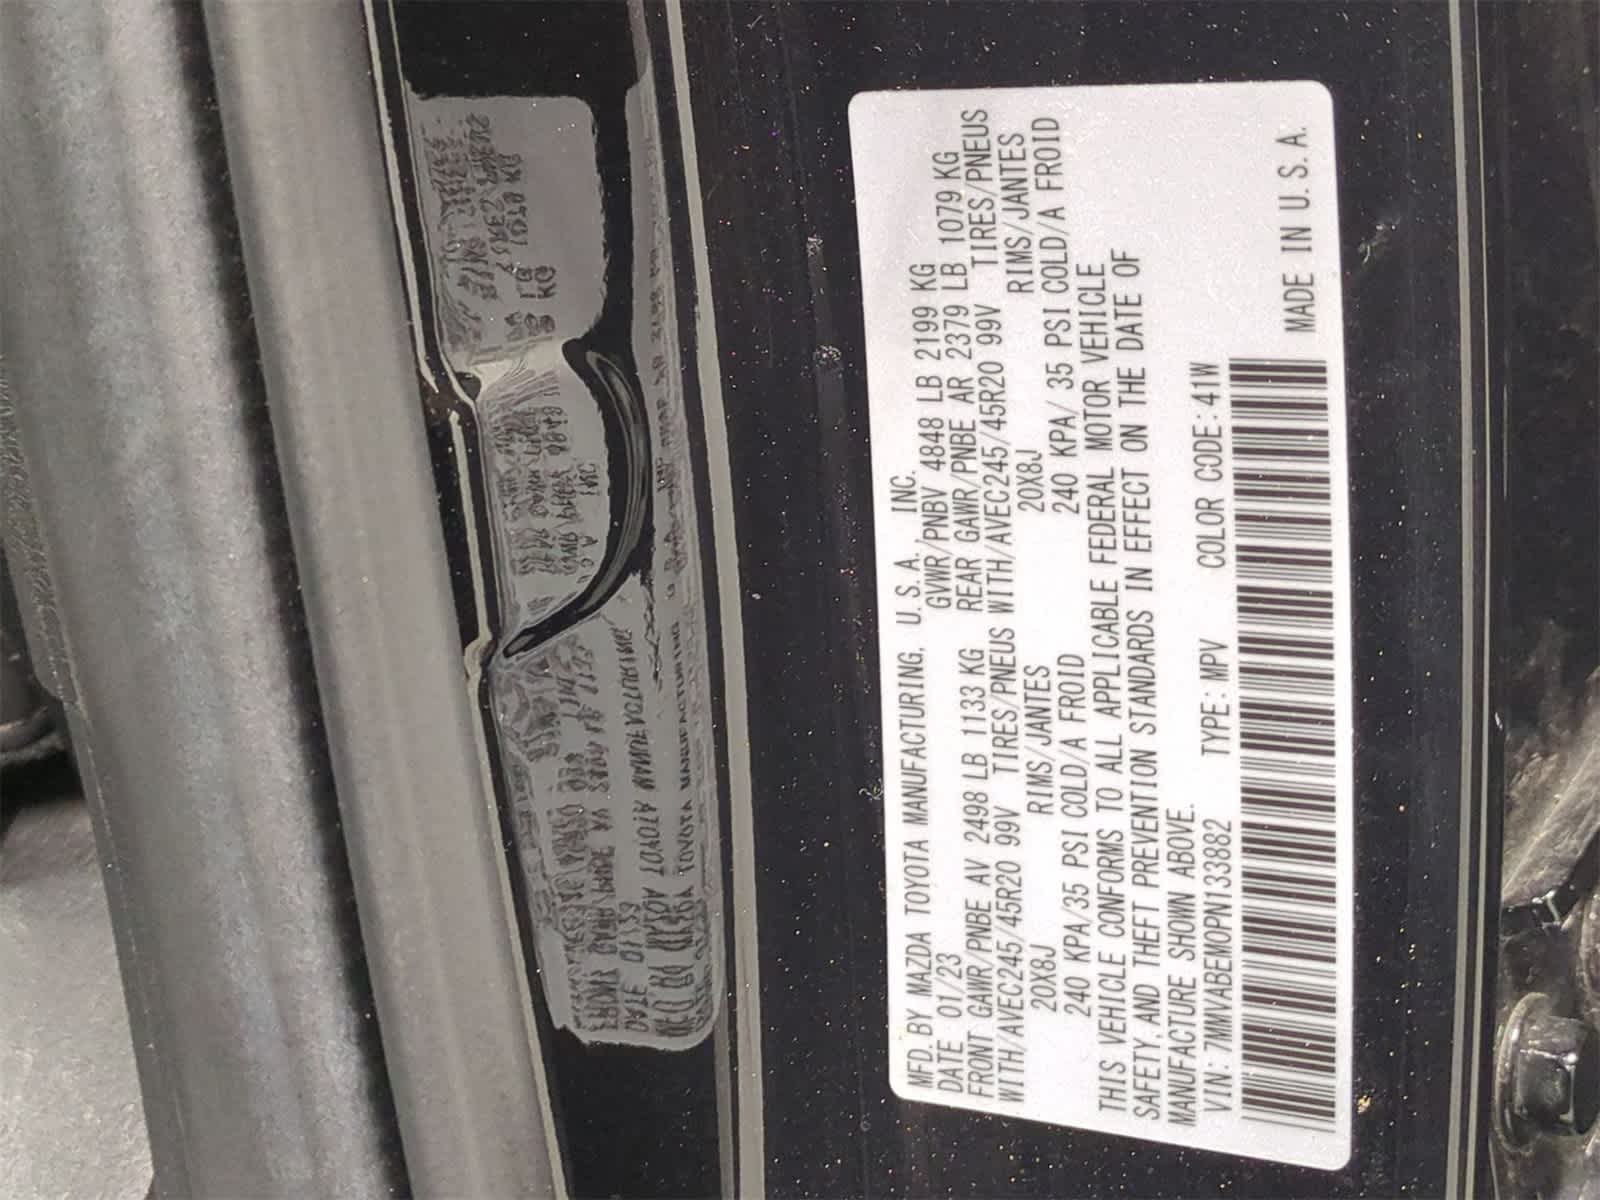 MFD. BY MAZDA TOYOTA MANUFACTURING, U.S.A. INC.
DATE 01/23 GVWR/PNBV 4848 LB 2199 KG
FRONT GAWR/PNBE AV 2498 LB 1133 KG REAR GAWR/PNBE AR 2379 LB 1079 KG
WITH/AVEC245/45R20 99V TIRES/PNEUS WITH/AVEC245/45R20 99V TIRES/PNEUS
20X8J RIMS/JANTES 20X8J RIMS/JANTES
240 KPA/35 PSI COLD/A FROID 240 KPA/ 35 PSI COLD/A FROID
THIS VEHICLE CONFORMS TO ALL APPLICABLE FEDERAL MOTOR VEHICLE
SAFETY, AND THEFT PREVENTION STANDARDS IN EFFECT ON THE DATE OF
MANUFACTURE SHOWN ABOVE.
VIN: 7MMVABEM0PN133882 TYPE: MPV COLOR CODE: 41W
MADE IN U.S.A.